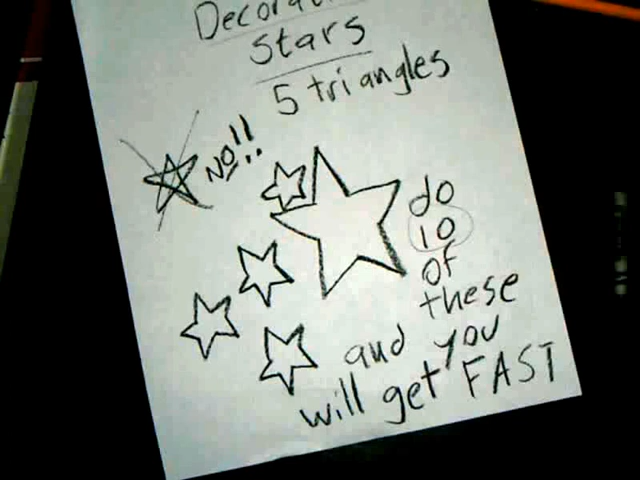 Stars
5 triangles
NO!!
do
10
of
these
and you
will get FAST